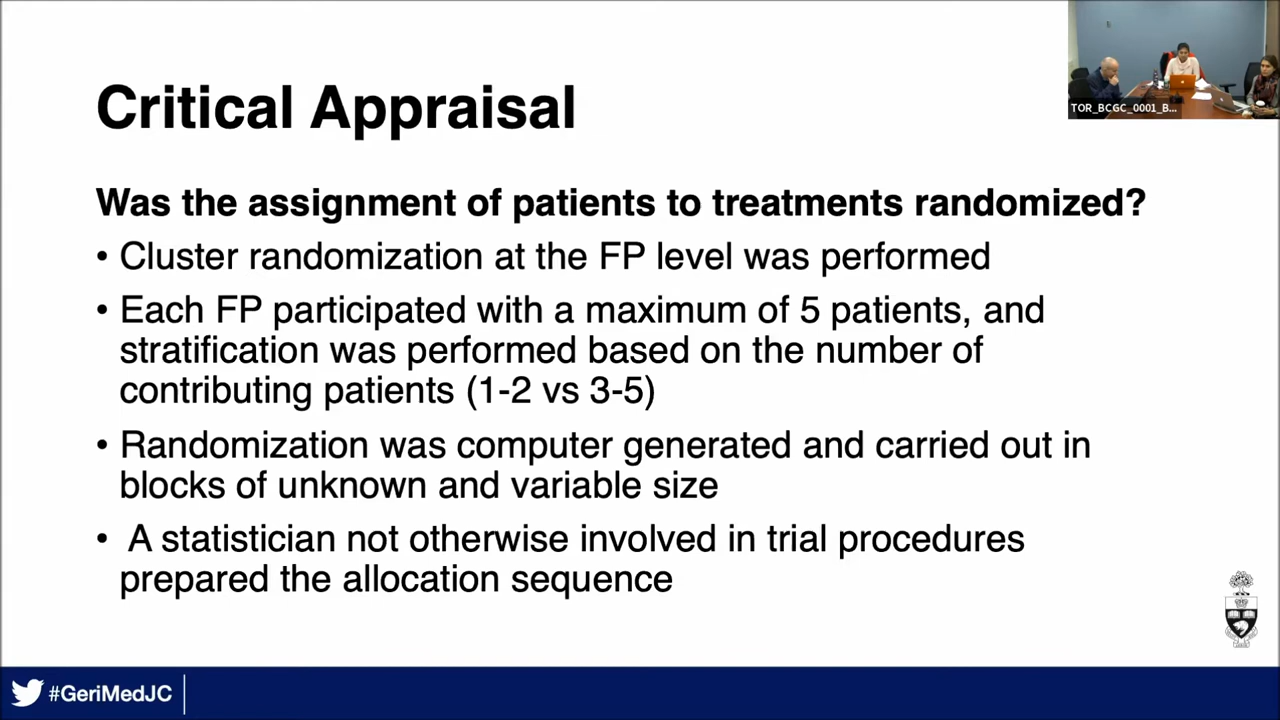 Critical Appraisal
TOR_BCGC_0001_B...
Was the assignment of patients to treatments randomized?
• Cluster randomization at the FP level was performed
• Each FP participated with a maximum of 5 patients, and
stratification was performed based on the number of
contributing patients (1-2 vs 3-5)
• Randomization was computer generated and carried out in
blocks of unknown and variable size
• A statistician not otherwise involved in trial procedures
prepared the allocation sequence
#GeriMedJC